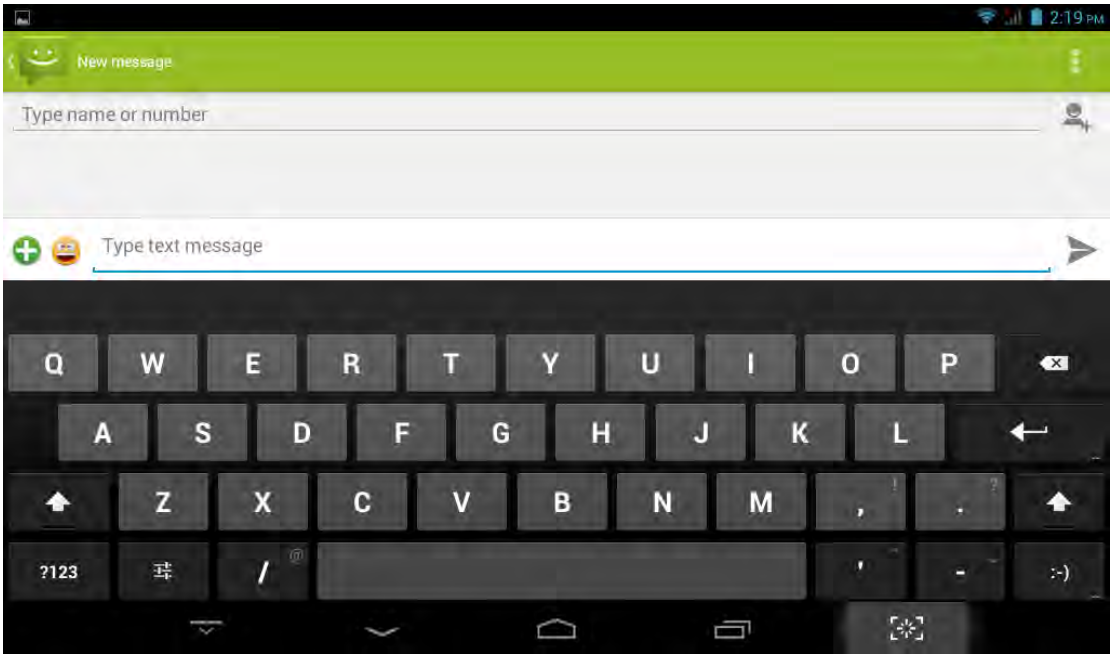 2:19 PM
New message
Type name or number
Type text message
Q W E R T Y U I O P
A S D F G H J K L
Z X C V B N M , ! . ?
?123 / @ ' - :-)